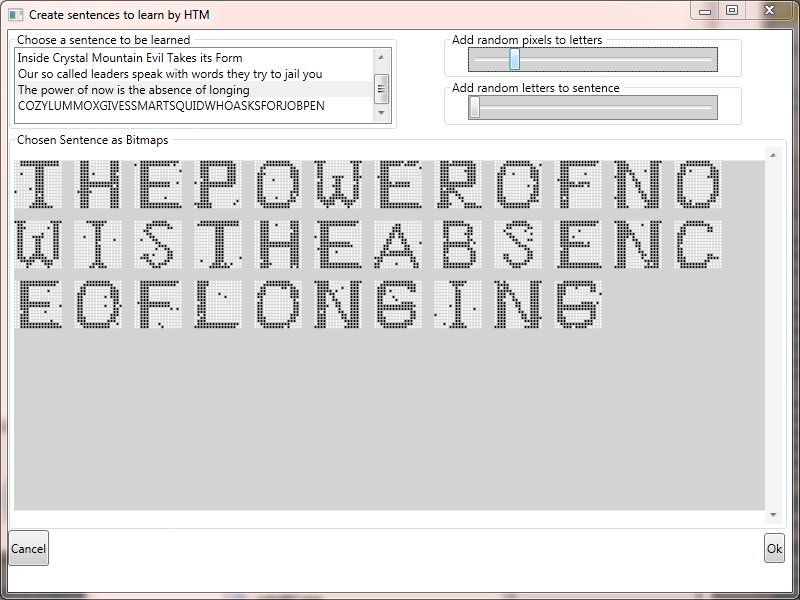 Create sentences to learn by HTM
Choose a sentence to be learned
Inside Crystal Mountain Evil Takes its Form
Our so called leaders speak with words they try to jail you
The power of now is the absence of longing
COZYLUMMOXGIVESSMARTSQUIDWHOASKSFORJOBPEN
Add random pixels to letters
Add random letters to sentence
Chosen Sentence as Bitmaps
THEPOWEROFNO
WISTHEABSENC
EOFLONGING
Cancel
Ok